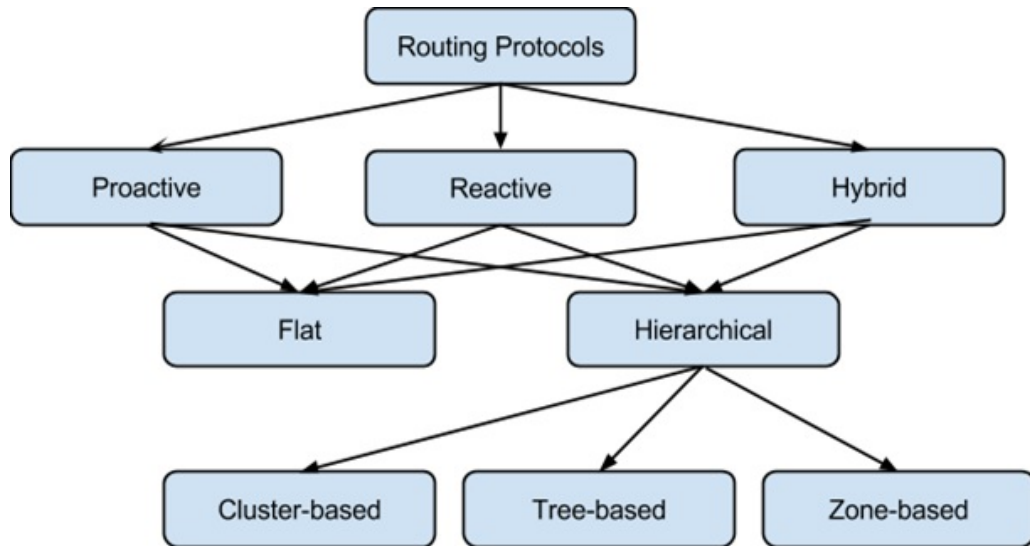 Routing Protocols
Proactive
Reactive
Hybrid
Flat
Hierarchical
Cluster-based
Tree-based
Zone-based